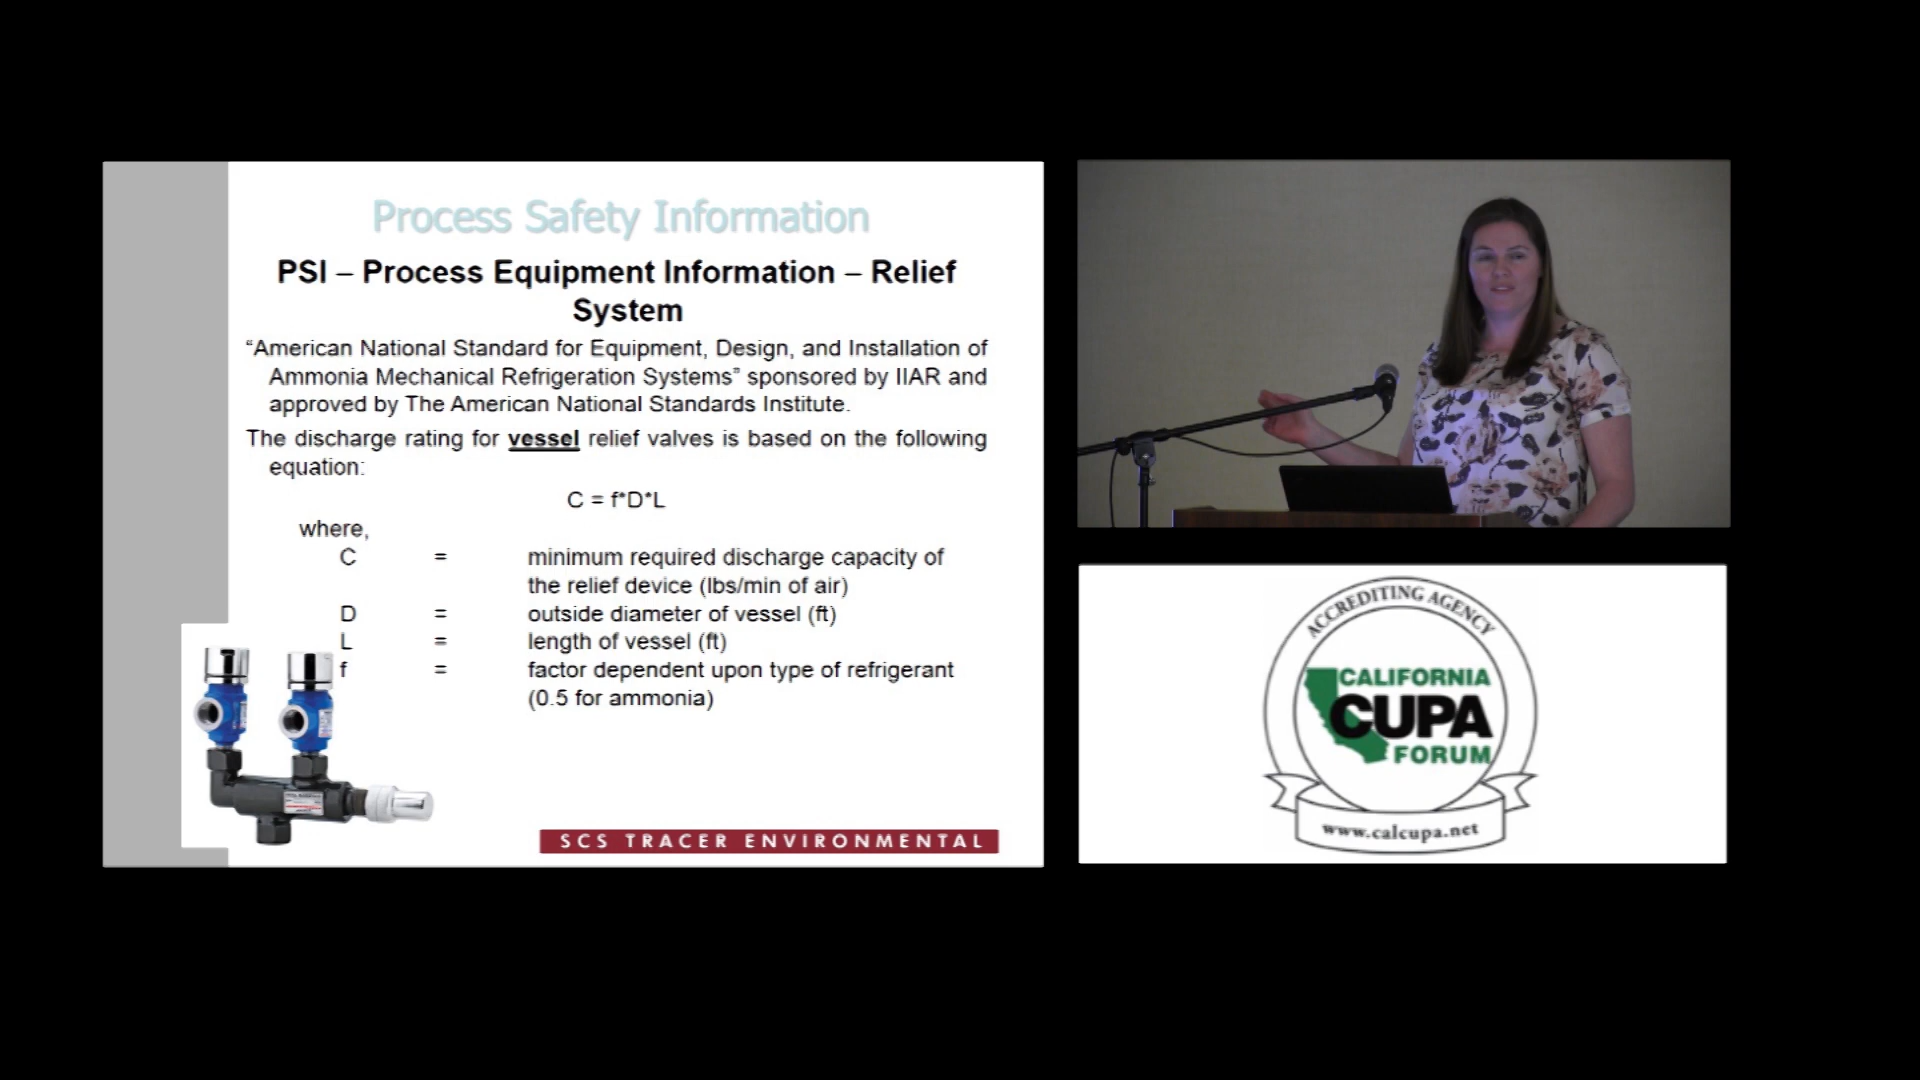 Process Safety Information
PSI – Process Equipment Information – Relief
System
“American National Standard for Equipment, Design, and Installation of
Ammonia Mechanical Refrigeration Systems” sponsored by IIAR and
approved by The American National Standards Institute.
The discharge rating for vessel relief valves is based on the following
equation:
C = f*D*L
where,
C = minimum required discharge capacity of
the relief device (lbs/min of air)
D = outside diameter of vessel (ft)
L = length of vessel (ft)
f = factor dependent upon type of refrigerant
(0.5 for ammonia)
SCS TRACER ENVIRONMENTAL
ACCREDITING AGENCY
CALIFORNIA
CUPA
FORUM
www.calcupa.net